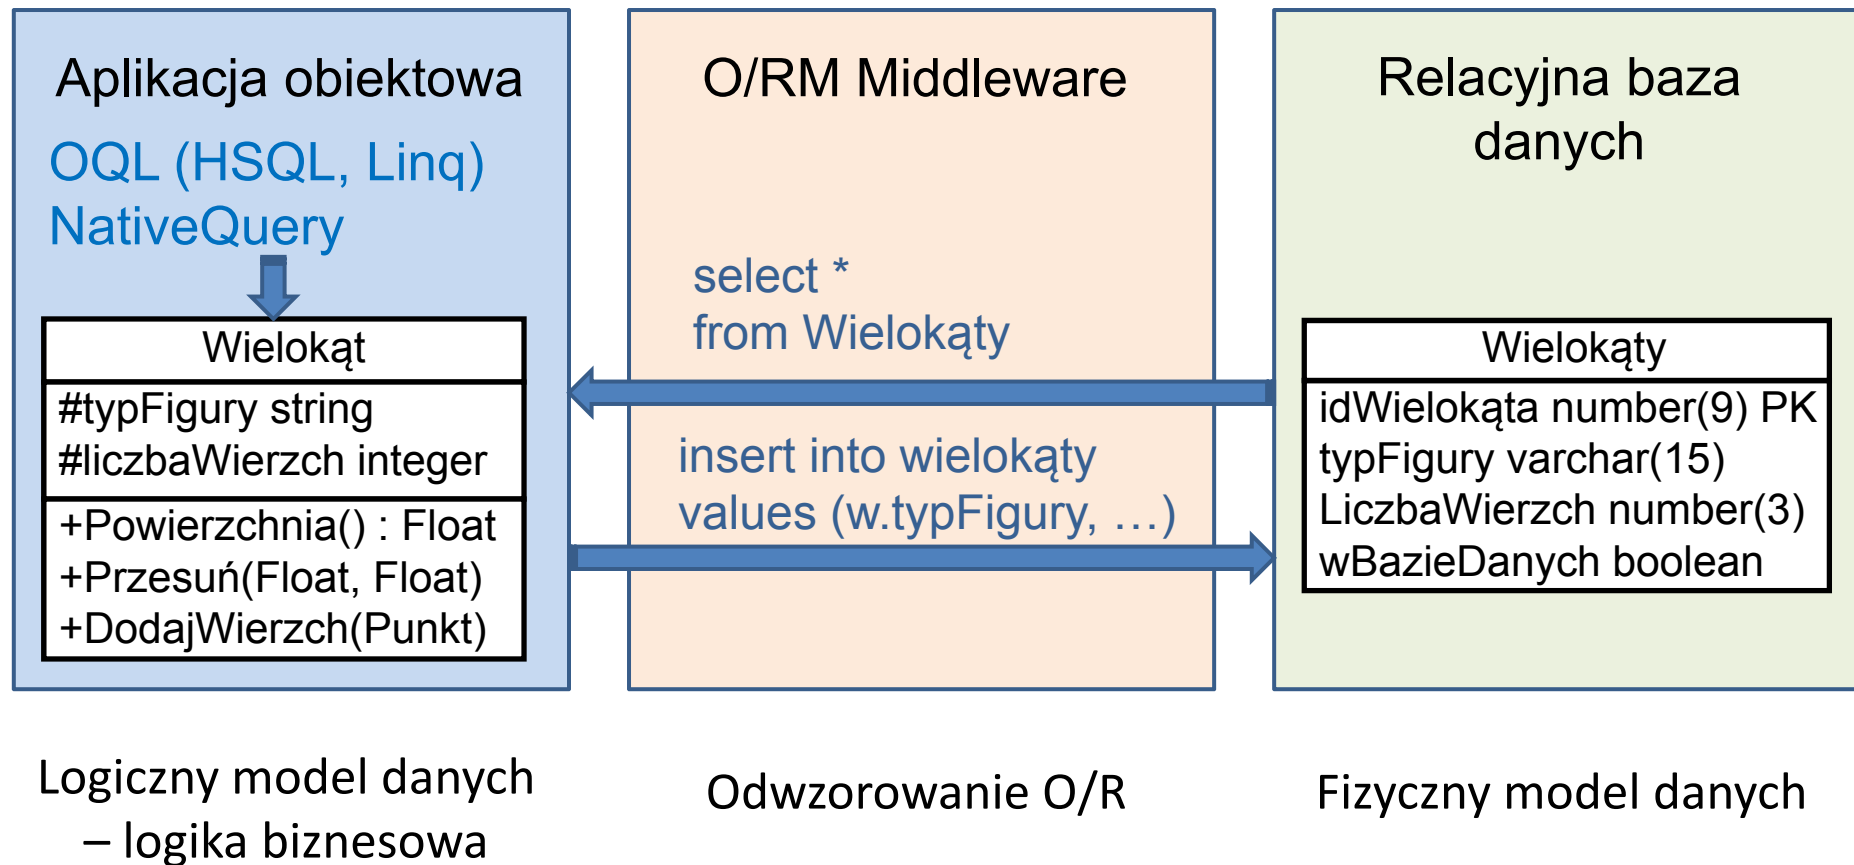 Aplikacja obiektowa
OQL (HSQL, Linq)
NativeQuery
Wielokąt
#typFigury string
#liczbaWierzch integer
+Powierzchnia() : Float
+Przesuń(Float, Float)
+DodajWierzch(Punkt)
O/RM Middleware
select *
from Wielokąty
insert into wielokąty
values (w.typFigury, …)
Relacyjna baza
danych
Wielokąty
idWielokąta number(9) PK
typFigury varchar(15)
LiczbaWierzch number(3)
wBazieDanych boolean
Logiczny model danych
– logika biznesowa
Odwzorowanie O/R
Fizyczny model danych